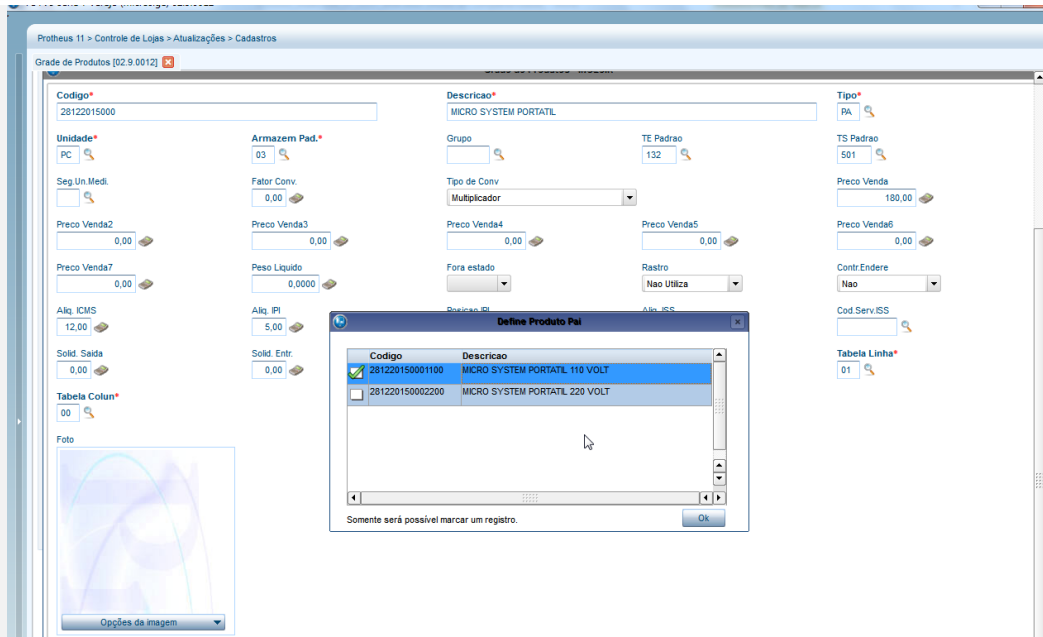 Protheus 11 > Controle de Lojas > Atualizações > Cadastros
Grade de Produtos [02.9.0012]
Codigo* Descricao* Tipo*
28122015000 MICRO SYSTEM PORTATIL PA
Unidade* Armazem Pad.* Grupo TE Padrao TS Padrao
PC 03 132 501
Seg.Un.Medi. Fator Conv. Tipo de Conv Preco Venda
0,00 Multiplicador 180,00
Preco Venda2 Preco Venda3 Preco Venda4 Preco Venda5 Preco Venda6
0,00 0,00 0,00 0,00 0,00
Preco Venda7 Peso Liquido Fora estado Rastro Contr.Endere
0,00 0,0000 Nao Utiliza Nao
Aliq. ICMS Aliq. IPI Posicao IPI Aliq. ISS Cod.Serv.ISS
12,00 5,00
Define Produto Pai
Solid. Saida Solid. Entr. Tabela Linha*
0,00 0,00 01
Codigo Descricao
281220150001100 MICRO SYSTEM PORTATIL 110 VOLT
281220150002200 MICRO SYSTEM PORTATIL 220 VOLT
Tabela Colun*
00
Foto
Somente será possível marcar um registro. Ok
Opções da imagem